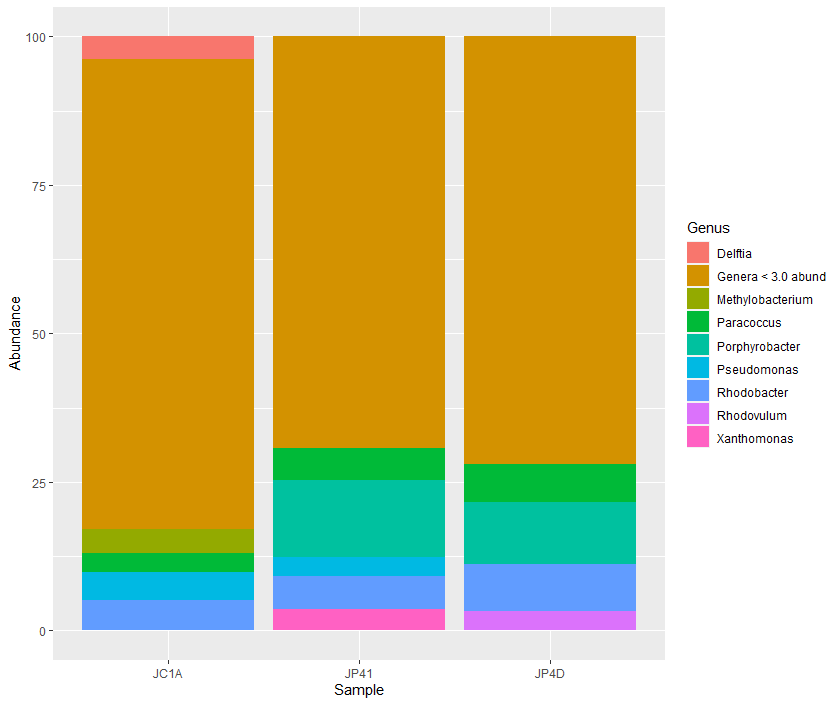 Abundance
100
75
50
25
0
JC1A
JP41
JP4D
Sample
Genus
Delftia
Genera < 3.0 abund
Methylobacterium
Paracoccus
Porphyrobacter
Pseudomonas
Rhodobacter
Rhodovulum
Xanthomonas